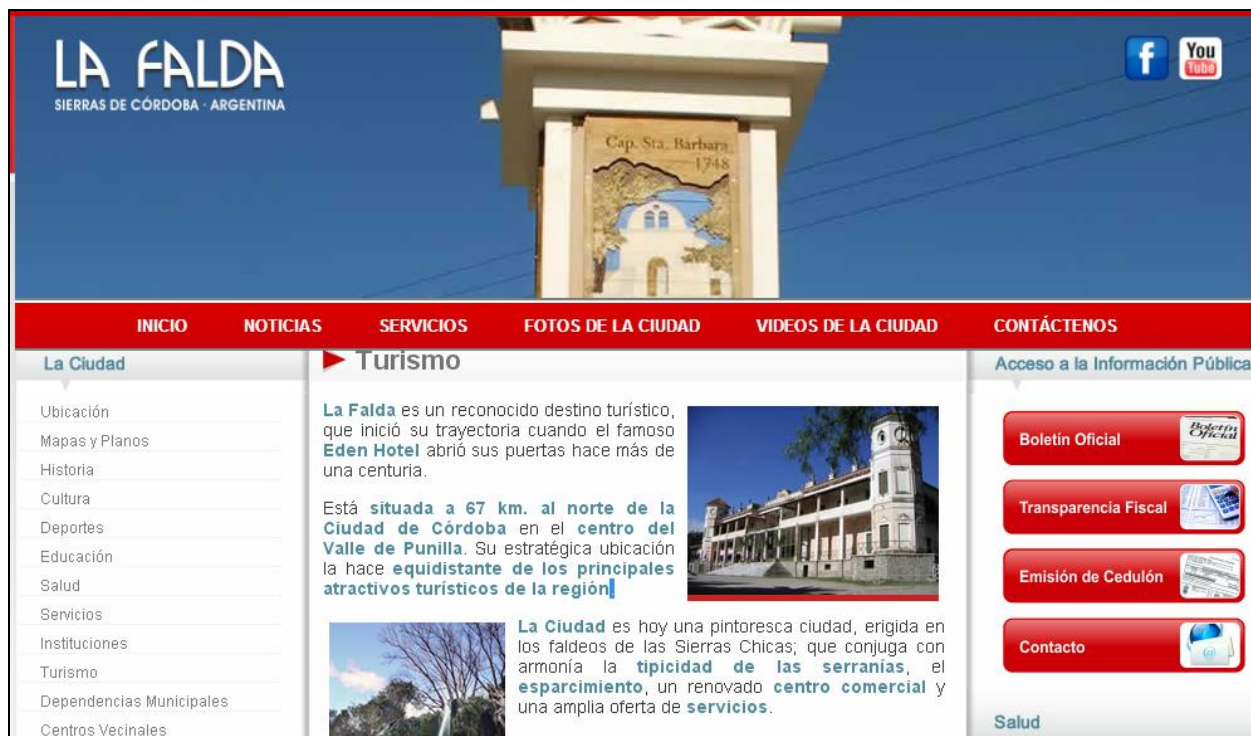 LA FALDA
SIERRAS DE CÓRDOBA · ARGENTINA
f
You
Tube
Cap. Sta. Barbara
1748
INICIO NOTICIAS SERVICIOS FOTOS DE LA CIUDAD VIDEOS DE LA CIUDAD CONTÁCTENOS
La Ciudad
Ubicación
Mapas y Planos
Historia
Cultura
Deportes
Educación
Salud
Servicios
Instituciones
Turismo
Dependencias Municipales
Centros Vecinales
Turismo
La Falda es un reconocido destino turístico,
que inició su trayectoria cuando el famoso
Eden Hotel abrió sus puertas hace más de
una centuria.
Está situada a 67 km. al norte de la
Ciudad de Córdoba en el centro del
Valle de Punilla. Su estratégica ubicación
la hace equidistante de los principales
atractivos turísticos de la región.
La Ciudad es hoy una pintoresca ciudad, erigida en
los faldeos de las Sierras Chicas; que conjuga con
armonía la tipicidad de las serranías, el
esparcimiento, un renovado centro comercial y
una amplia oferta de servicios.
Acceso a la Información Pública
Boletín Oficial
Boletín
Oficial
Transparencia Fiscal
Emisión de Cedulón
Contacto
@
Salud